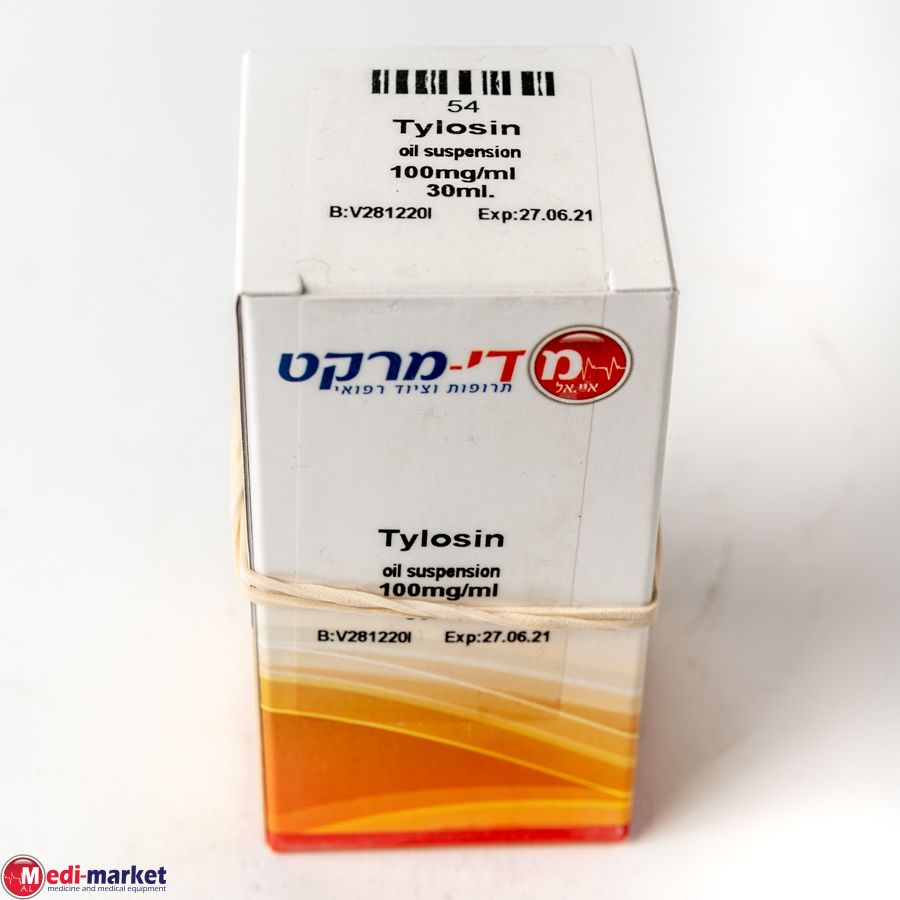 54
Tylosin
oil suspension
100mg/ml
30ml.
B:V281220I Exp:27.06.21
מדי-מרקט
איי.אל
תרופות וציוד רפואי
Tylosin
oil suspension
100mg/ml
B:V281220I Exp:27.06.21
Medi-market
A.L
medicine and medical equipment